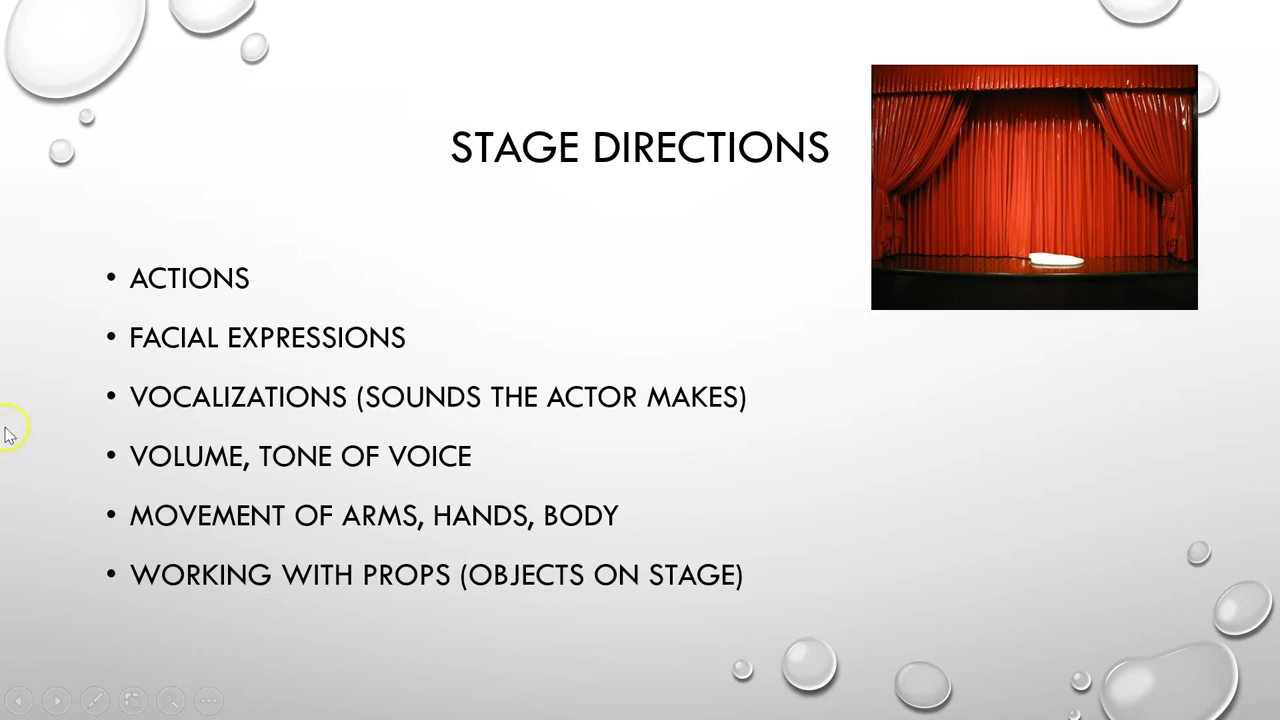 STAGE DIRECTIONS
• ACTIONS
• FACIAL EXPRESSIONS
• VOCALIZATIONS (SOUNDS THE ACTOR MAKES)
• VOLUME, TONE OF VOICE
• MOVEMENT OF ARMS, HANDS, BODY
• WORKING WITH PROPS (OBJECTS ON STAGE)